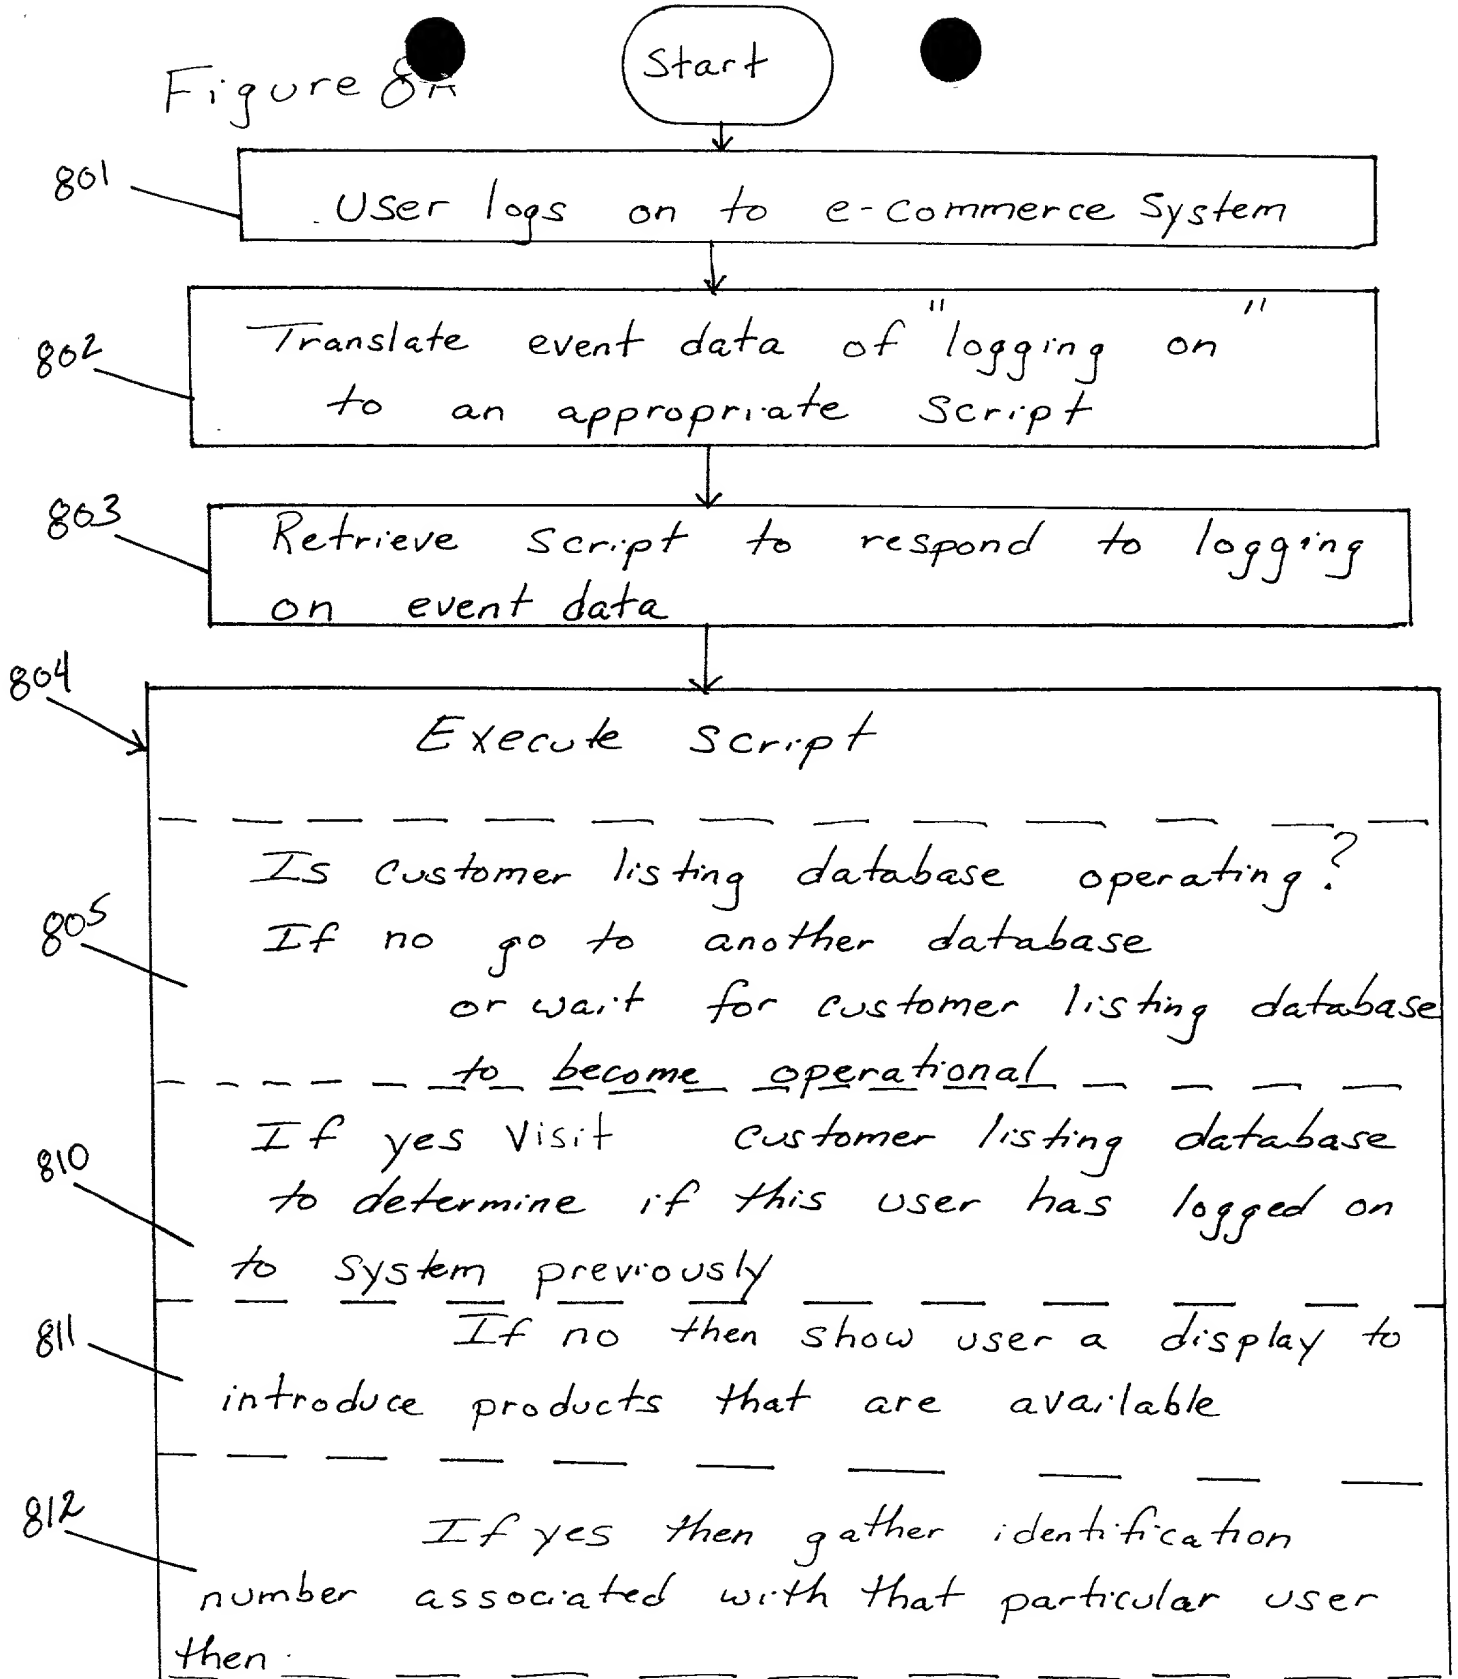 Figure 8A
Start
801
User logs on to e-commerce System
802
Translate event data of "logging on"
to an appropriate script
803
Retrieve script to respond to logging
on event data
804
Execute script
805
Is customer listing database operating?
If no go to another database
or wait for customer listing database
to become operational
810
If yes Visit customer listing database
to determine if this user has logged on
to system previously
811
If no then show user a display to
introduce products that are available
812
If yes then gather identification
number associated with that particular user
then